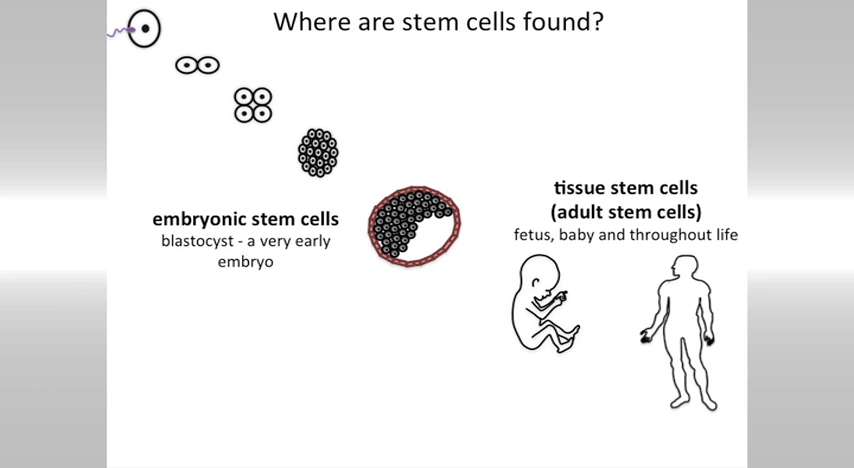 Where are stem cells found?
embryonic stem cells
blastocyst - a very early
embryo
tissue stem cells
(adult stem cells)
fetus, baby and throughout life